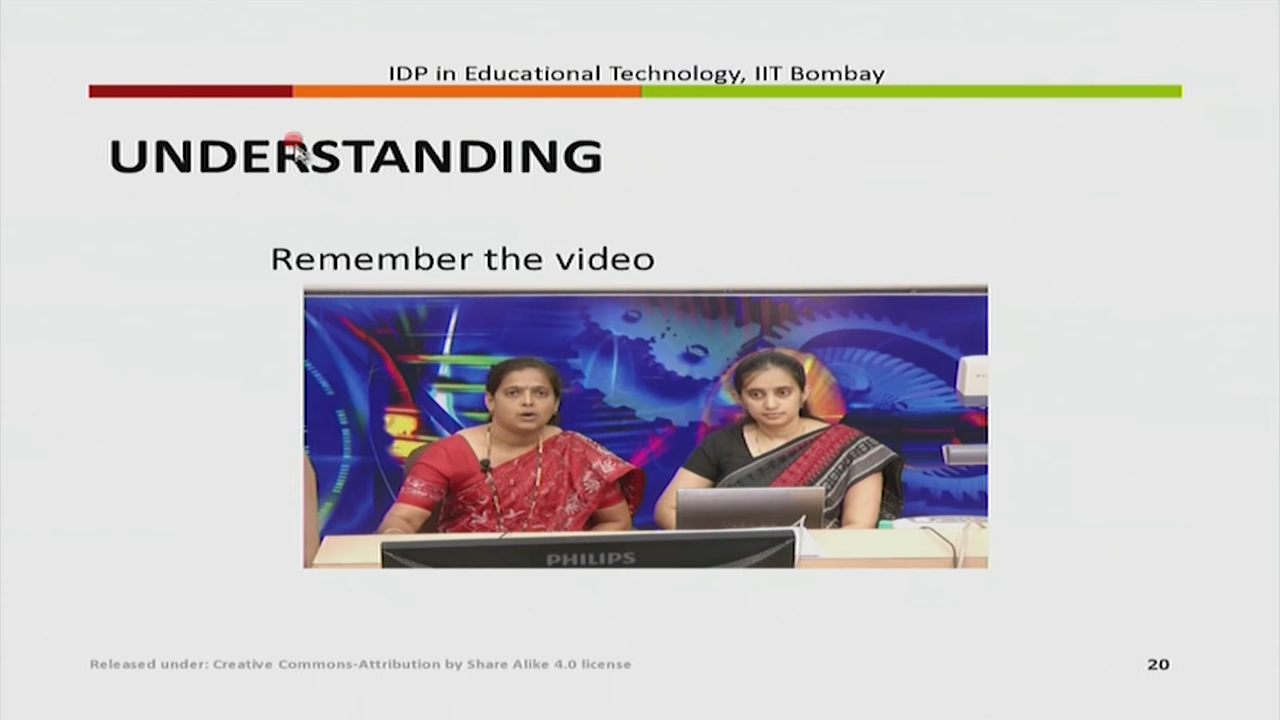 IDP in Educational Technology, IIT Bombay
UNDERSTANDING
Remember the video
PHILIPS
Released under: Creative Commons-Attribution by Share Alike 4.0 license
20